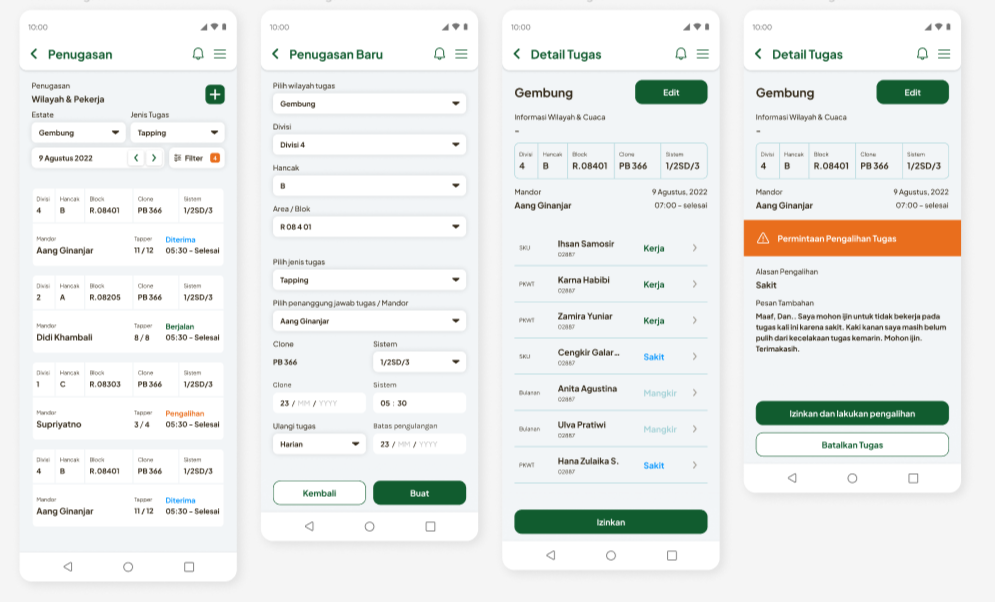 10:00
Penugasan
Penugasan
Wilayah & Pekerja
Estate
Jenis Tugas
Gembung
Tapping
9 Agustus 2022
Filter
4
Divisi
Hancak
Block
Clone
Sistem
4
B
R.08401
PB 366
1/2SD/3
Mandor
Tapper
Diterima
Aang Ginanjar
11 / 12
05:30 - Selesai
Divisi
Hancak
Block
Clone
Sistem
2
A
R.08205
PB 366
1/2SD/3
Mandor
Tapper
Berjalan
Didi Khambali
8 / 8
05:30 - Selesai
Divisi
Hancak
Block
Clone
Sistem
1
C
R.08303
PB 366
1/2SD/3
Mandor
Tapper
Pengalihan
Supriyatno
3 / 4
05:30 - Selesai
Divisi
Hancak
Block
Clone
Sistem
4
B
R.08401
PB 366
1/2SD/3
Mandor
Tapper
Diterima
Aang Ginanjar
11 / 12
05:30 - Selesai
10:00
Penugasan Baru
Pilih wilayah tugas
Gembung
Divisi
Divisi 4
Hancak
B
Area / Blok
R 08 4 01
Pilih jenis tugas
Tapping
Pilih penanggung jawab tugas / Mandor
Aang Ginanjar
Clone
Sistem
PB 366
1/2SD/3
Clone
Sistem
23 / MM / YYYY
05 : 30
Ulangi tugas
Batas pengulangan
Harian
23 / MM / YYYY
Kembali
Buat
10:00
Detail Tugas
Gembung
Edit
Informasi Wilayah & Cuaca
-
Divisi
Hancak
Block
Clone
Sistem
4
B
R.08401
PB 366
1/2SD/3
Mandor
9 Agustus, 2022
Aang Ginanjar
07:00 - selesai
SKU
Ihsan Samosir
02887
Kerja
PKWT
Karna Habibi
02887
Kerja
PKWT
Zamira Yuniar
02887
Kerja
SKU
Cengkir Galar...
02887
Sakit
Bulanan
Anita Agustina
02887
Mangkir
Bulanan
Ulva Pratiwi
02887
Mangkir
PKWT
Hana Zulaika S.
02887
Sakit
Izinkan
10:00
Detail Tugas
Gembung
Edit
Informasi Wilayah & Cuaca
-
Divisi
Hancak
Block
Clone
Sistem
4
B
R.08401
PB 366
1/2SD/3
Mandor
9 Agustus, 2022
Aang Ginanjar
07:00 - selesai
Permintaan Pengalihan Tugas
Alasan Pengalihan
Sakit
Pesan Tambahan
Maaf, Dan.. Saya mohon ijin untuk tidak bekerja pada
tugas kali ini karena sakit. Kaki kanan saya masih belum
pulih dari kecelakaan tugas kemarin. Mohon ijin.
Terimakasih.
Izinkan dan lakukan pengalihan
Batalkan Tugas